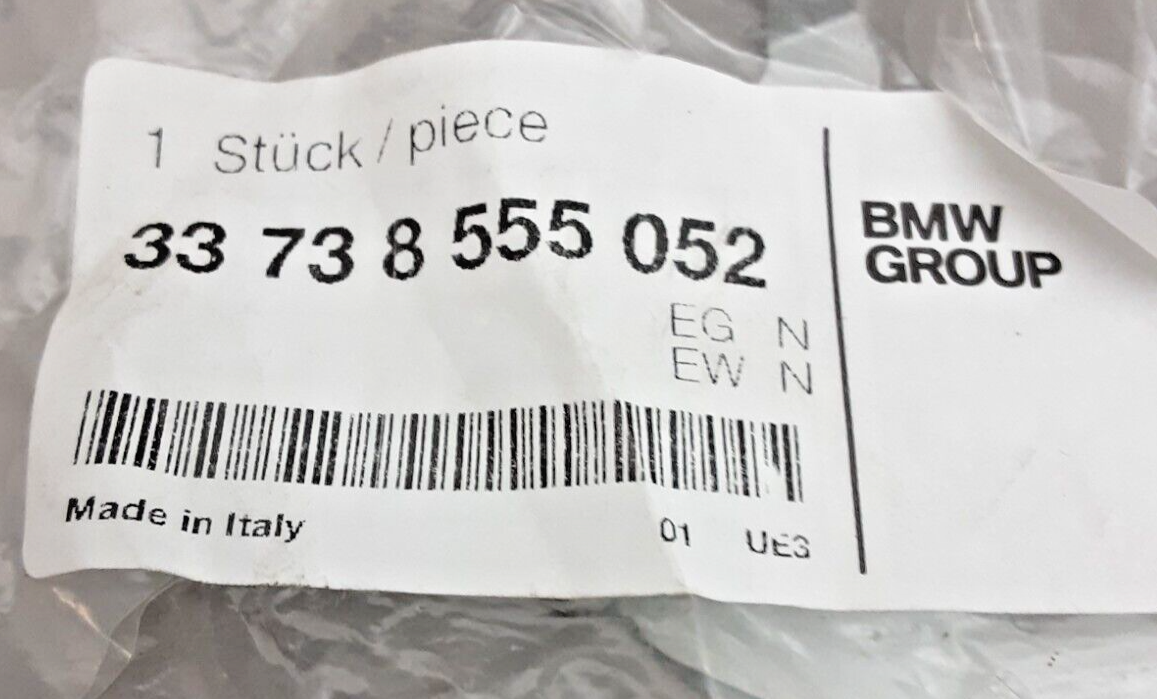 1 Stück / piece
33 73 8 555 052
EG N
EW N
Made in Italy
01 UE3
BMW
GROUP